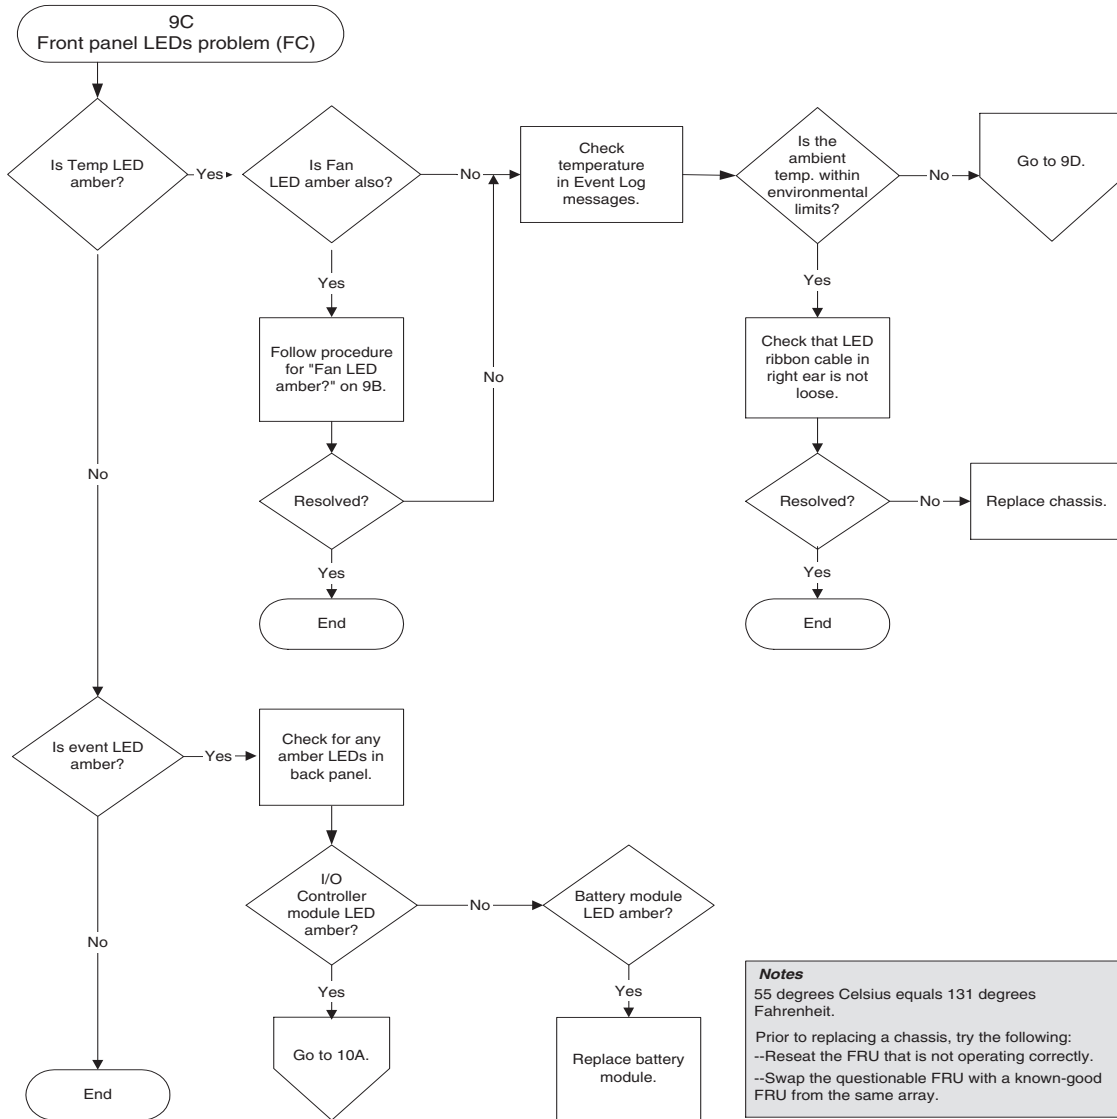 9C
Front panel LEDs problem (FC)
Is Temp LED
amber?
Yes
Is Fan
LED amber also?
No
Check
temperature
in Event Log
messages.
Is the
ambient
temp. within
environmental
limits?
No
Go to 9D.
Yes
Follow procedure
for "Fan LED
amber?" on 9B.
No
Yes
Check that LED
ribbon cable in
right ear is not
loose.
No
Resolved?
Yes
End
Resolved?
No
Replace chassis.
Yes
End
Is event LED
amber?
Yes
Check for any
amber LEDs in
back panel.
I/O
Controller
module LED
amber?
No
Battery module
LED amber?
No
Yes
Go to 10A.
Yes
Replace battery
module.
End
Notes
55 degrees Celsius equals 131 degrees
Fahrenheit.
Prior to replacing a chassis, try the following:
--Reseat the FRU that is not operating correctly.
--Swap the questionable FRU with a known-good
FRU from the same array.